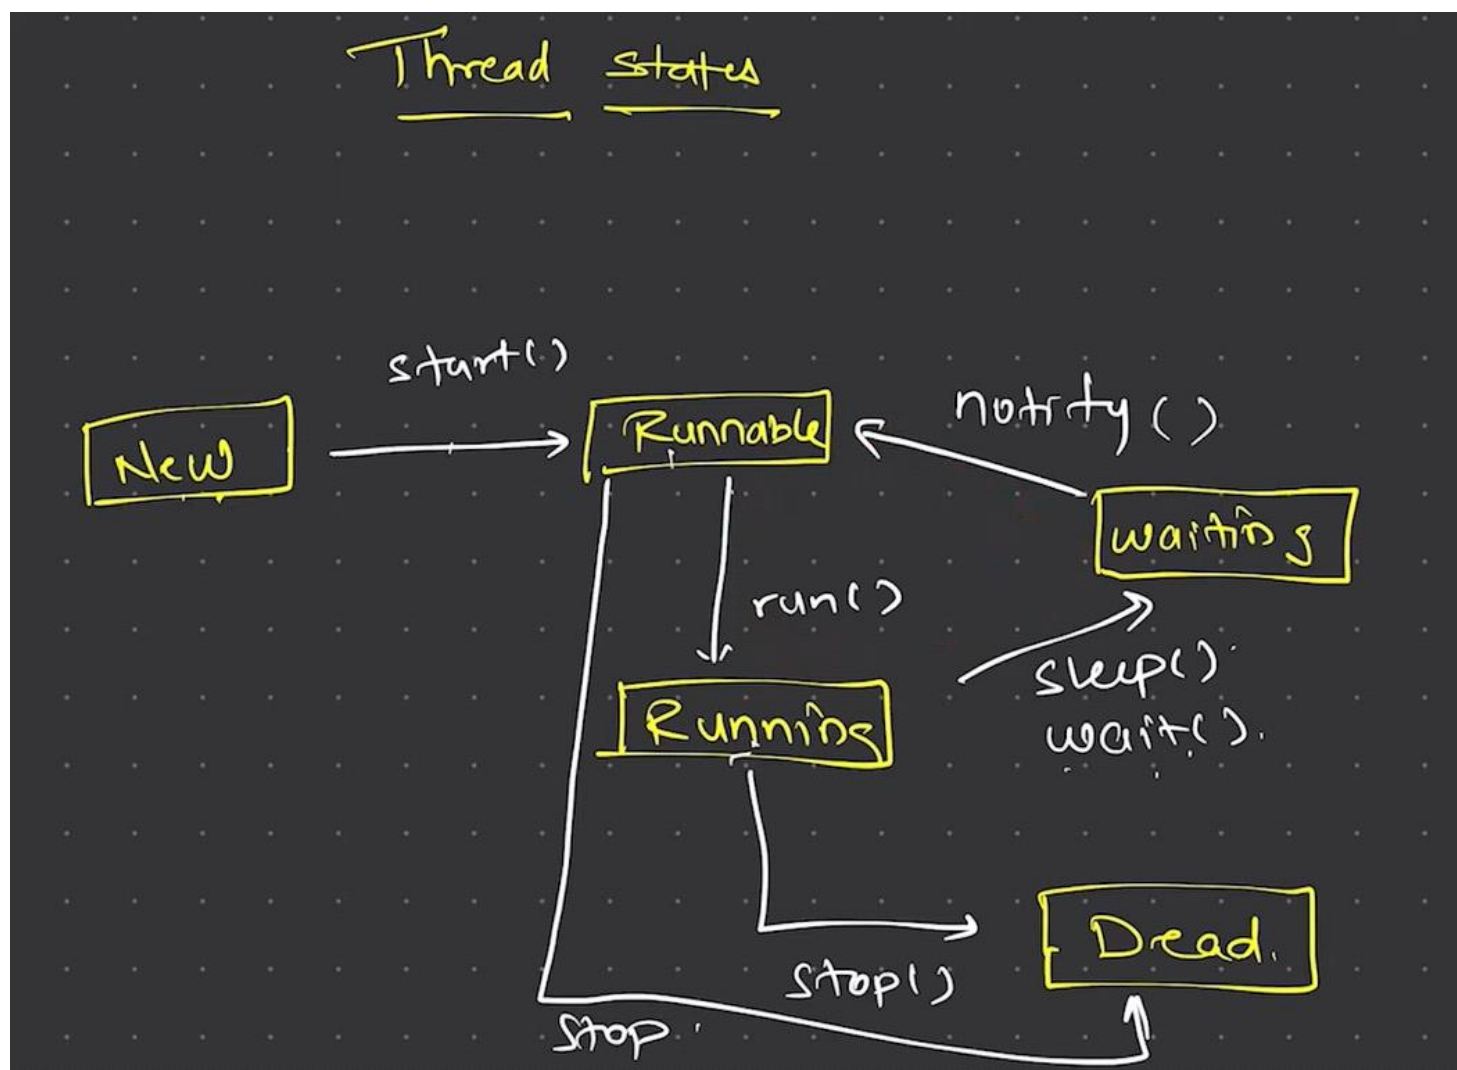 Thread states
start()
New
Runnable
notify()
waiting
run()
sleep()
wait().
Running
Dead.
stop()
stop